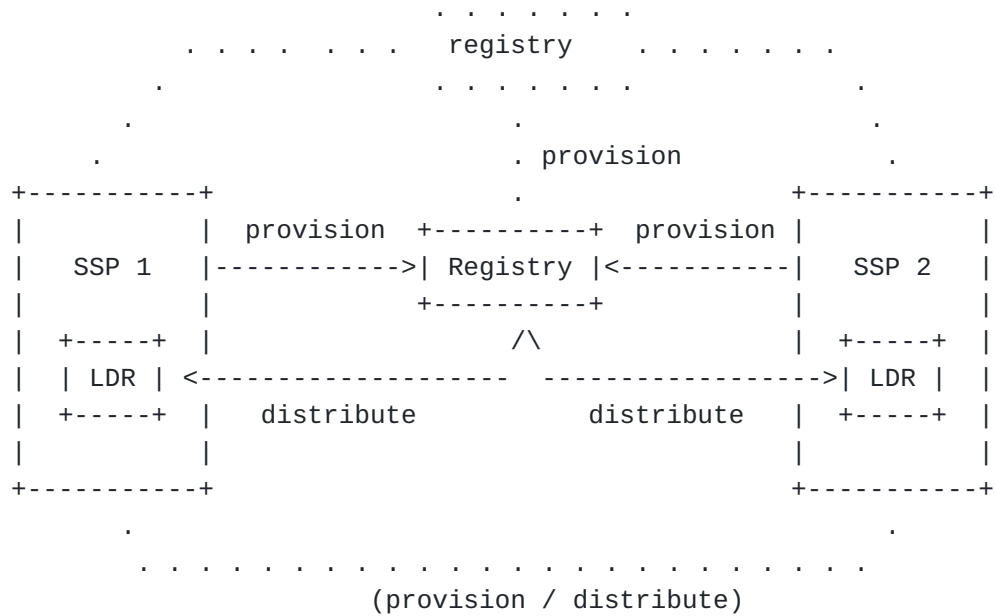 registry
provision
provision provision
SSP 1 Registry SSP 2
LDR LDR
distribute distribute
(provision / distribute)